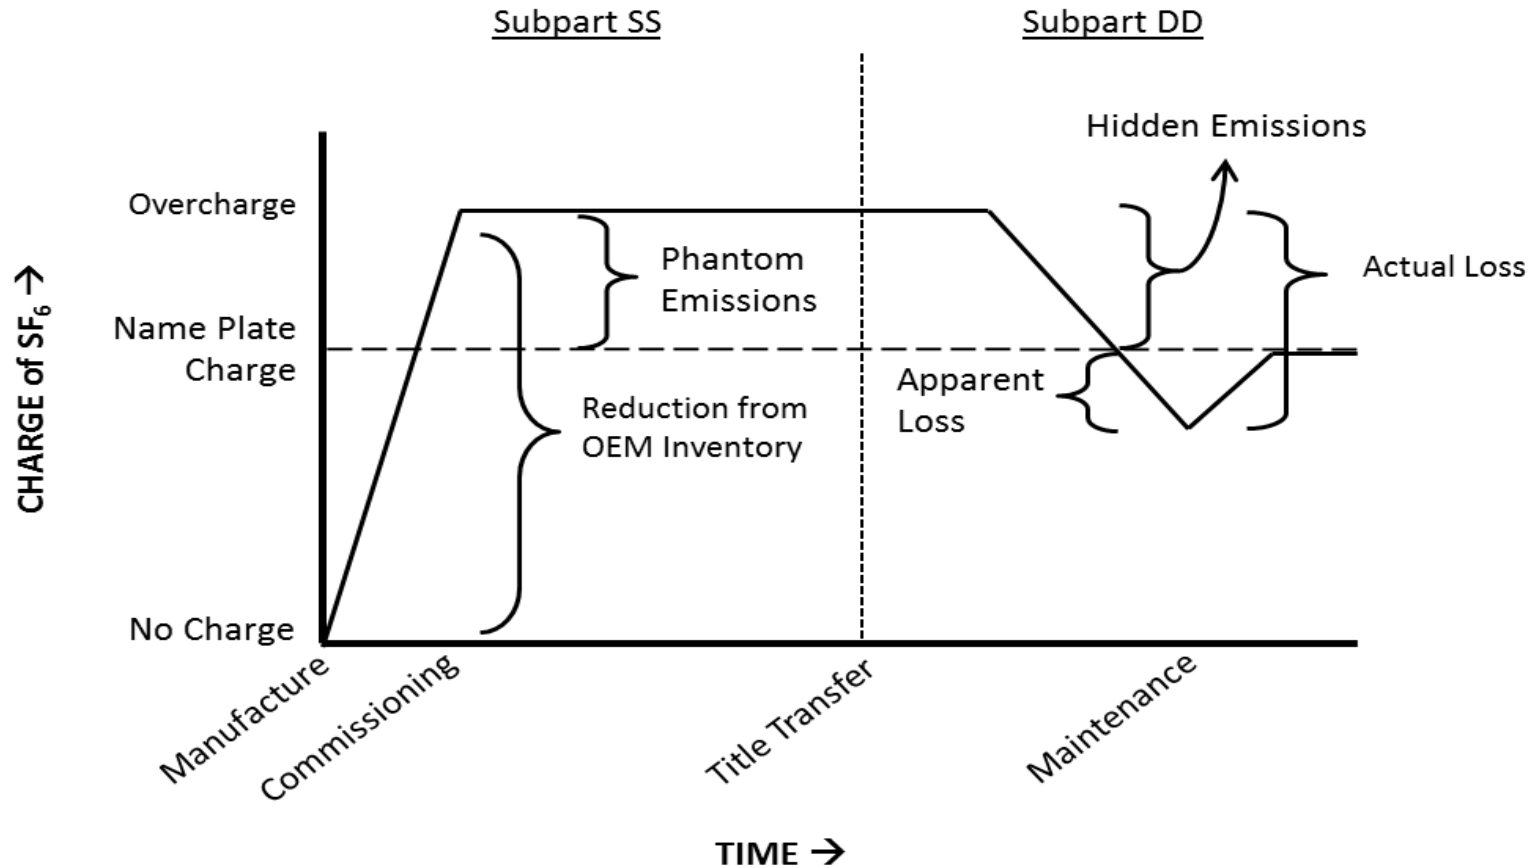 Subpart SS
Subpart DD
Hidden Emissions
Overcharge
Phantom
Emissions
Actual Loss
Name Plate
Charge
Apparent
Loss
Reduction from
OEM Inventory
No Charge
CHARGE of SF₆ →
Manufacture
Commissioning
Title Transfer
Maintenance
TIME →